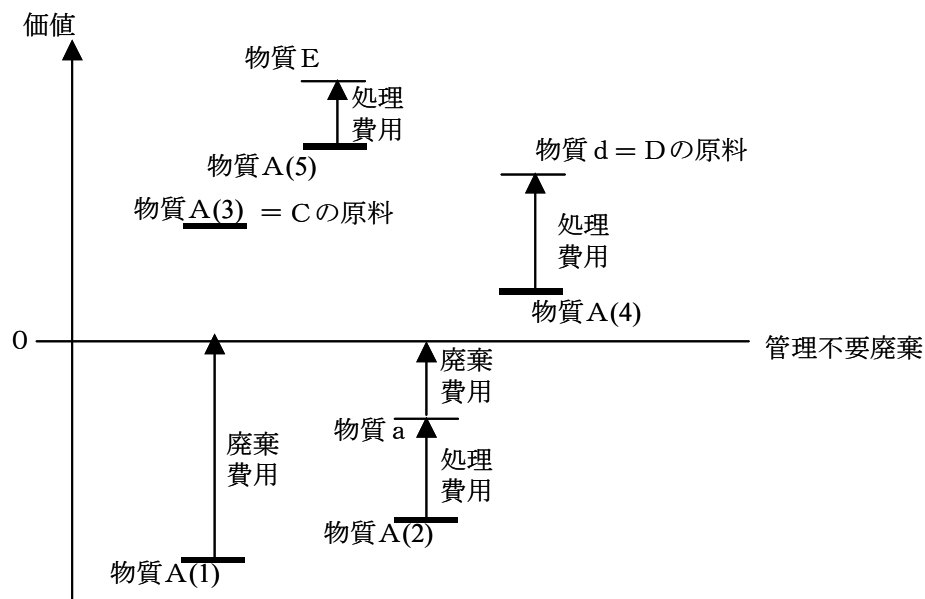 価値
物質E
処理
費用
物質A(5)
物質d＝Dの原料
物質A(3) ＝Cの原料
処理
費用
物質A(4)
0
管理不要廃棄
廃棄
費用
物質a
廃棄
費用
処理
費用
物質A(2)
物質A(1)